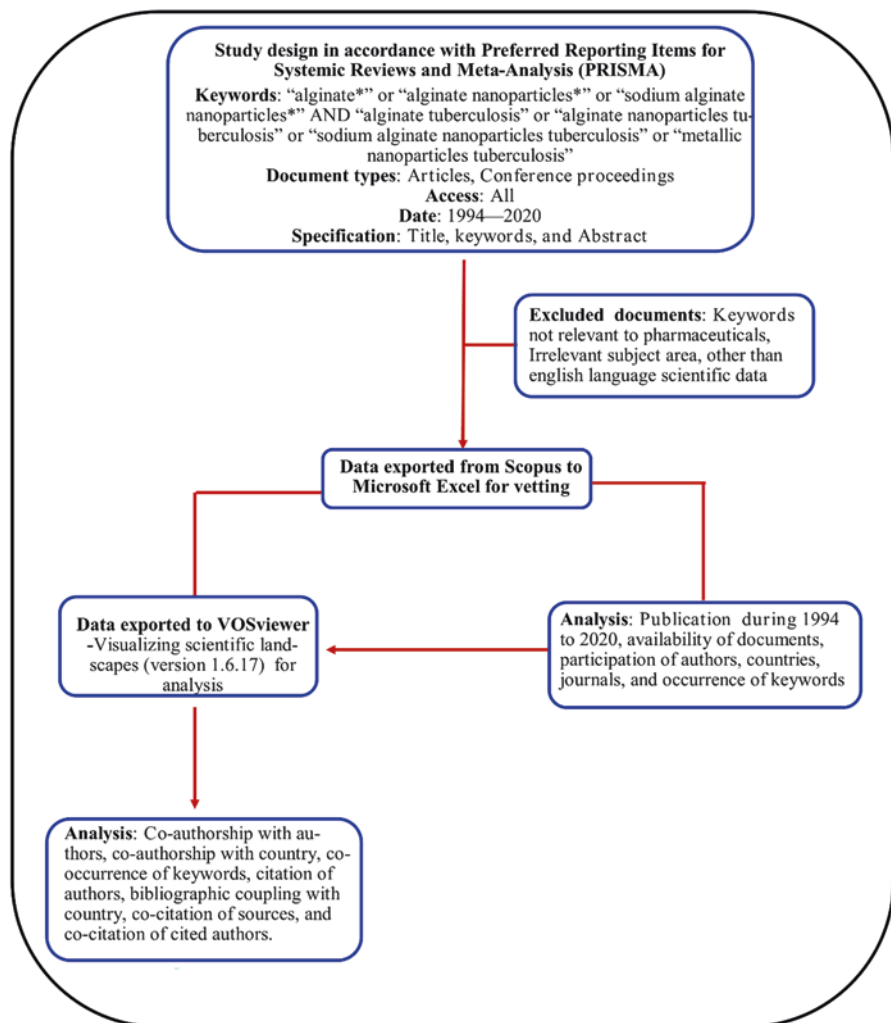 Study design in accordance with Preferred Reporting Items for
Systemic Reviews and Meta-Analysis (PRISMA)
Keywords: “alginate*” or “alginate nanoparticles*” or “sodium alginate
nanoparticles*” AND “alginate tuberculosis” or “alginate nanoparticles tu-
berculosis” or “sodium alginate nanoparticles tuberculosis” or “metallic
nanoparticles tuberculosis”
Document types: Articles, Conference proceedings
Access: All
Date: 1994—2020
Specification: Title, keywords, and Abstract
Excluded documents: Keywords
not relevant to pharmaceuticals,
Irrelevant subject area, other than
english language scientific data
Data exported from Scopus to
Microsoft Excel for vetting
Data exported to VOSviewer
-Visualizing scientific land-
scapes (version 1.6.17) for
analysis
Analysis: Publication during 1994
to 2020, availability of documents,
participation of authors, countries,
journals, and occurrence of keywords
Analysis: Co-authorship with au-
thors, co-authorship with country, co-
occurrence of keywords, citation of
authors, bibliographic coupling with
country, co-citation of sources, and
co-citation of cited authors.